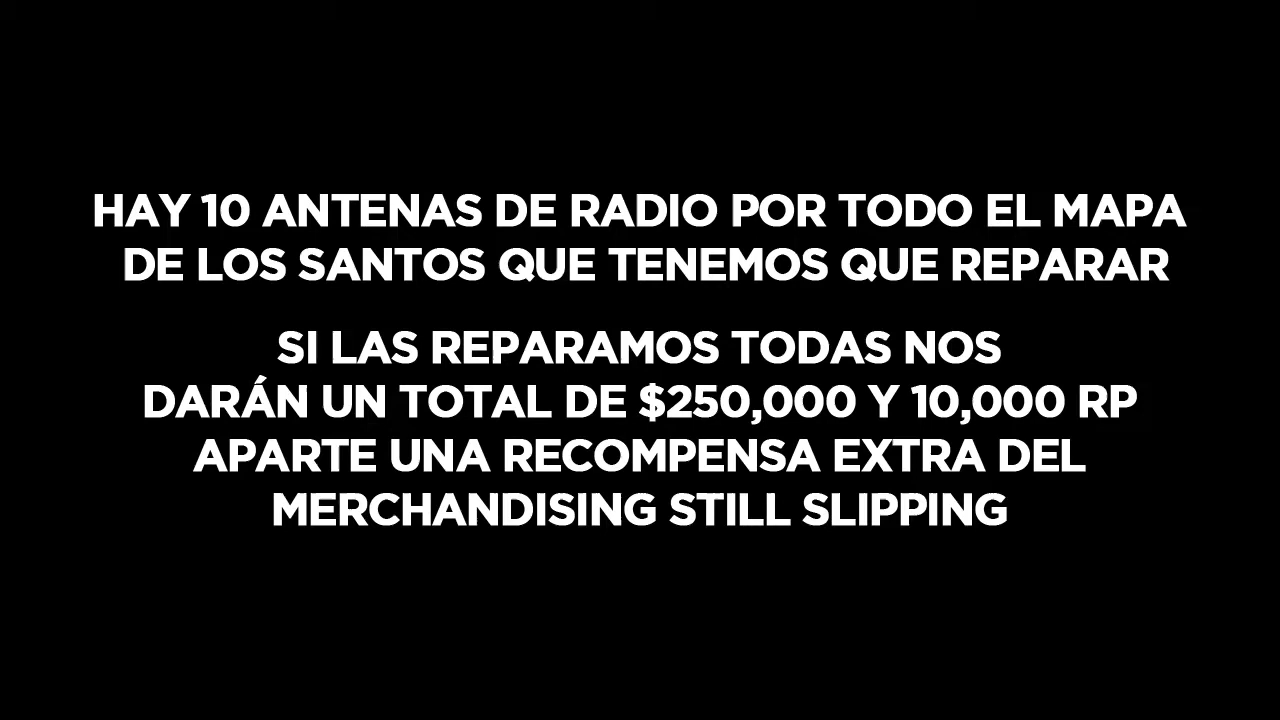 HAY 10 ANTENAS DE RADIO POR TODO EL MAPA
DE LOS SANTOS QUE TENEMOS QUE REPARAR
SI LAS REPARAMOS TODAS NOS
DARÁN UN TOTAL DE $250,000 Y 10,000 RP
APARTE UNA RECOMPENSA EXTRA DEL
MERCHANDISING STILL SLIPPING